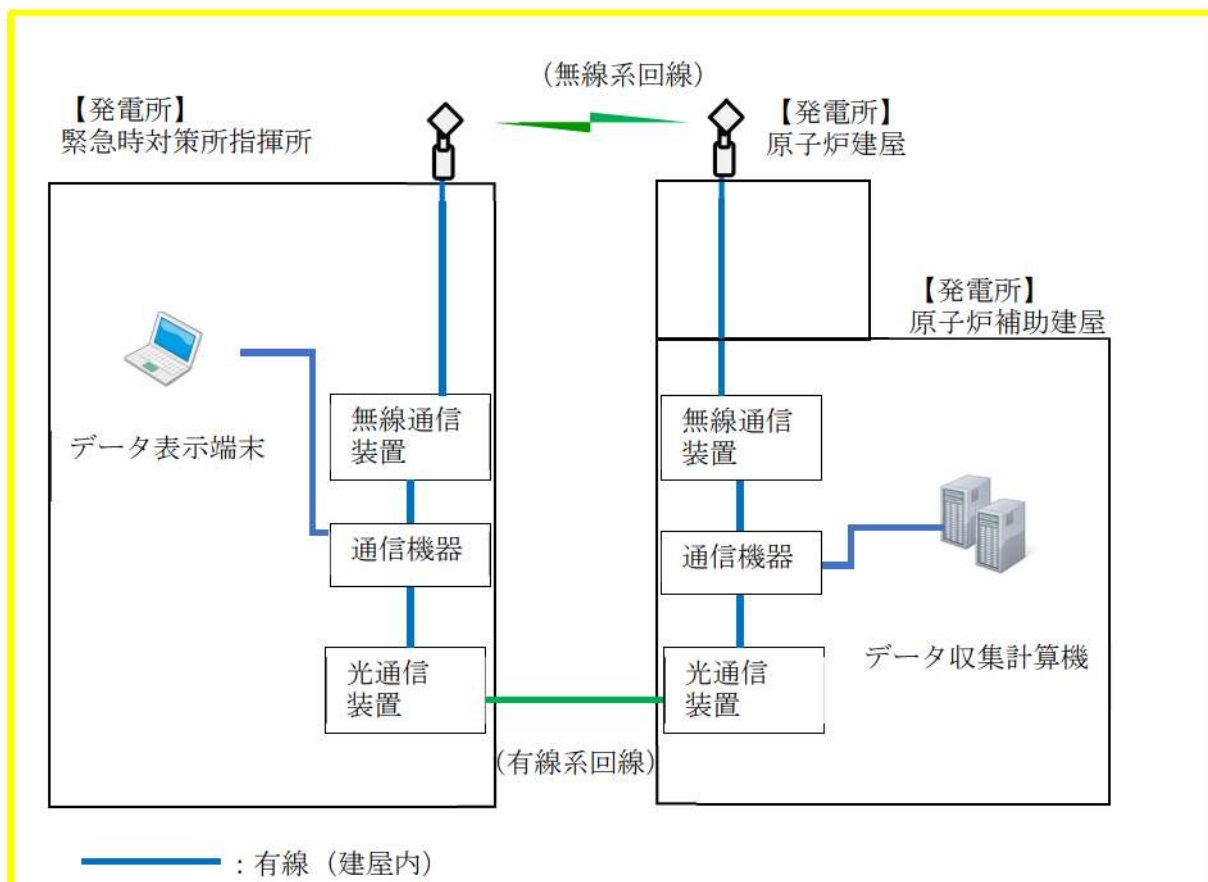 (無線系回線)
【発電所】
緊急時対策所指揮所
【発電所】
原子炉建屋
【発電所】
原子炉補助建屋
データ表示端末
無線通信
装置
通信機器
光通信
装置
無線通信
装置
通信機器
光通信
装置
データ収集計算機
(有線系回線)
:有線(建屋内)